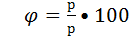 φ = p/p • 100